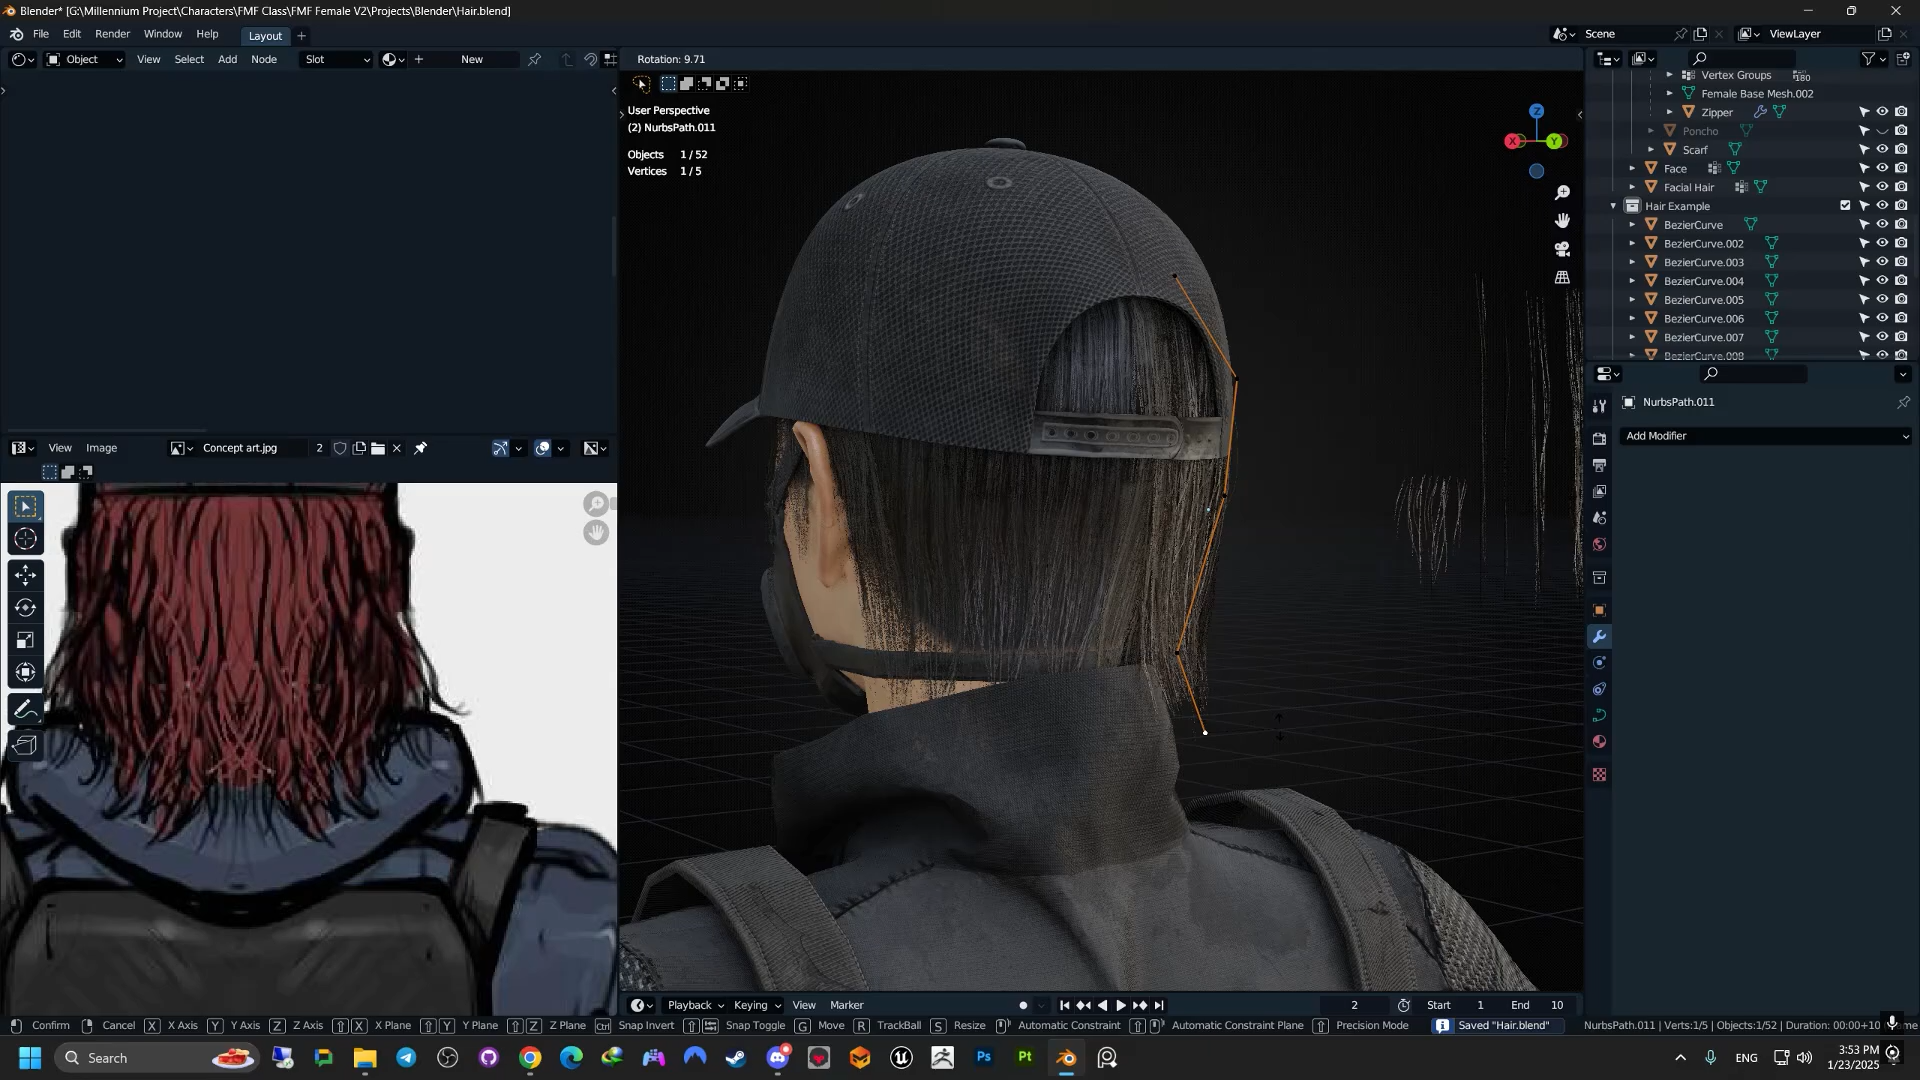 Blender* [G:\Millennium Project\Characters\FMF Class\FMF Female V2\Projects\Blender\Hair.blend]
File Edit Render Window Help Layout + Scene ViewLayer
Object View Select Add Node Slot New
Rotation: 9.71
User Perspective
(2) NurbsPath.011
Objects 1 / 52
Vertices 1 / 5
Z
X
Y
Vertex Groups 180
Female Base Mesh.002
Zipper
Poncho
Scarf
Face
Facial Hair
Hair Example
BezierCurve
BezierCurve.002
BezierCurve.003
BezierCurve.004
BezierCurve.005
BezierCurve.006
BezierCurve.007
BezierCurve.008
NurbsPath.011
Add Modifier
View Image Concept art.jpg 2
Playback Keying View Marker 2 Start 1 End 10
Confirm Cancel X X Axis Y Y Axis Z Z Axis X X Plane Y Y Plane Z Z Plane Ctrl Snap Invert Snap Toggle G Move R TrackBall S Resize Automatic Constraint Automatic Constraint Plane Precision Mode Saved "Hair.blend" NurbsPath.011 | Verts:1/5 | Objects:1/52 | Duration: 00:00+10
Search Ps Pt ENG 3:53 PM
1/23/2025